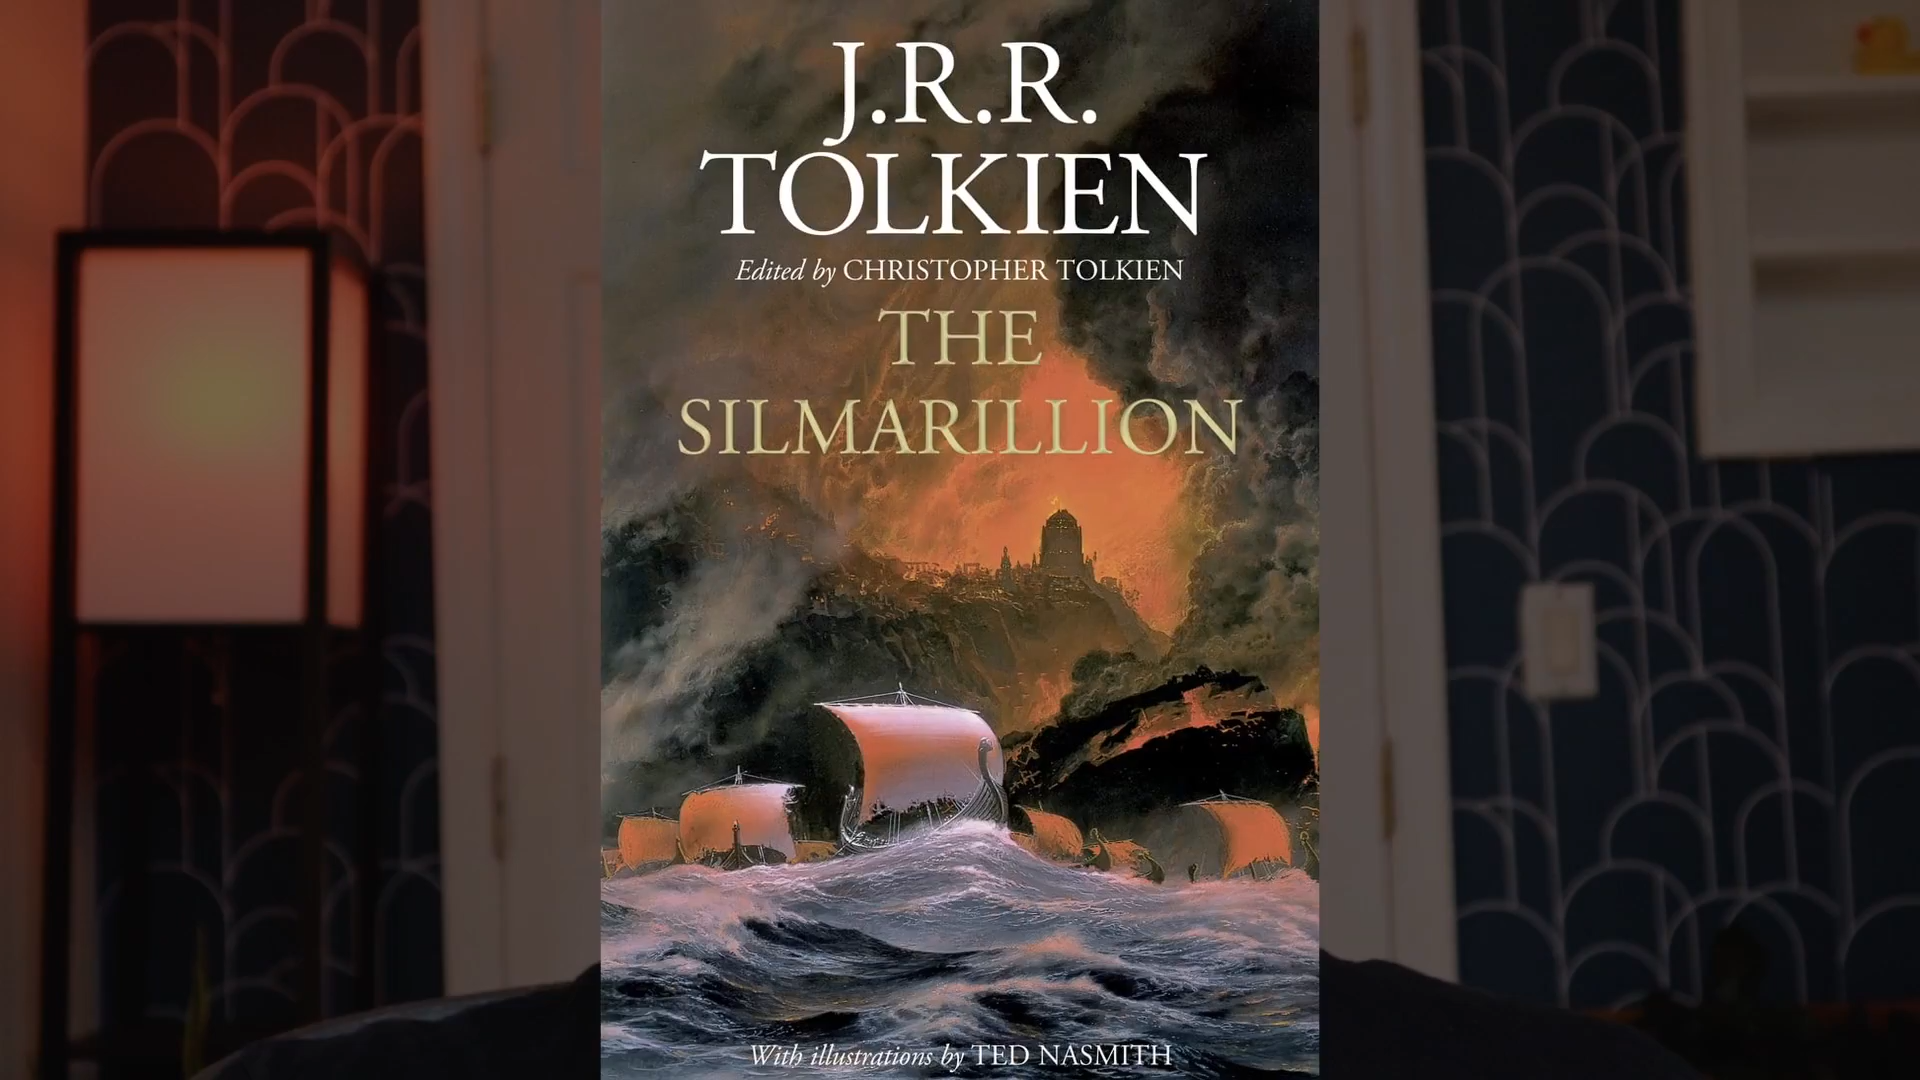 J.R.R.
TOLKIEN
Edited by CHRISTOPHER TOLKIEN
THE
SILMARILLION
With illustrations by TED NASMITH